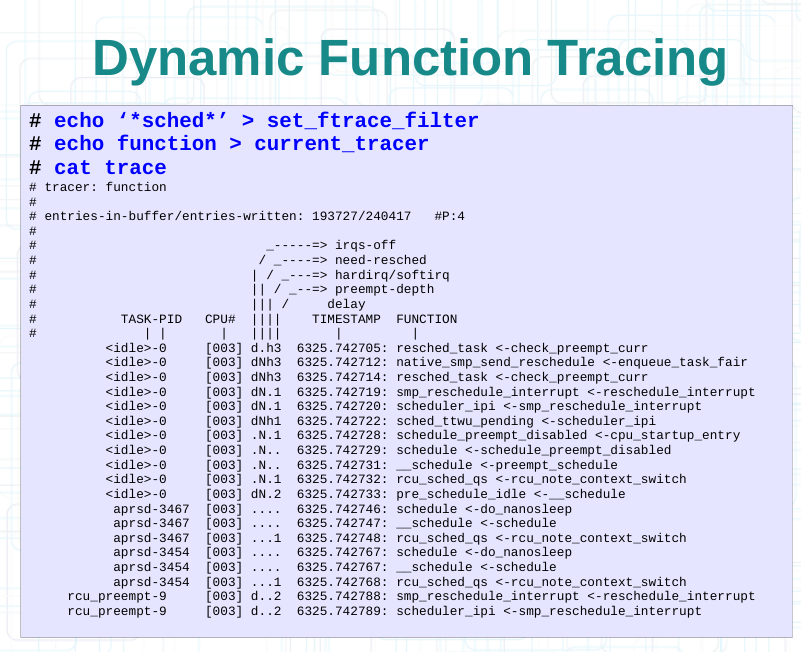 Dynamic Function Tracing
# echo ‘*sched*’ > set_ftrace_filter
# echo function > current_tracer
# cat trace
# tracer: function
#
# entries-in-buffer/entries-written: 193727/240417   #P:4
#
#                              _-----=> irqs-off
#                             / _----=> need-resched
#                            | / _---=> hardirq/softirq
#                            || / _--=> preempt-depth
#                            ||| /     delay
#           TASK-PID   CPU#  ||||    TIMESTAMP  FUNCTION
#              | |       |   ||||       |         |
          <idle>-0     [003] d.h3  6325.742705: resched_task <-check_preempt_curr
          <idle>-0     [003] dNh3  6325.742712: native_smp_send_reschedule <-enqueue_task_fair
          <idle>-0     [003] dNh3  6325.742714: resched_task <-check_preempt_curr
          <idle>-0     [003] dN.1  6325.742719: smp_reschedule_interrupt <-reschedule_interrupt
          <idle>-0     [003] dN.1  6325.742720: scheduler_ipi <-smp_reschedule_interrupt
          <idle>-0     [003] dNh1  6325.742722: sched_ttwu_pending <-scheduler_ipi
          <idle>-0     [003] .N.1  6325.742728: schedule_preempt_disabled <-cpu_startup_entry
          <idle>-0     [003] .N..  6325.742729: schedule <-schedule_preempt_disabled
          <idle>-0     [003] .N..  6325.742731: __schedule <-preempt_schedule
          <idle>-0     [003] .N.1  6325.742732: rcu_sched_qs <-rcu_note_context_switch
          <idle>-0     [003] dN.2  6325.742733: pre_schedule_idle <-__schedule
           aprsd-3467  [003] ....  6325.742746: schedule <-do_nanosleep
           aprsd-3467  [003] ....  6325.742747: __schedule <-schedule
           aprsd-3467  [003] ...1  6325.742748: rcu_sched_qs <-rcu_note_context_switch
           aprsd-3454  [003] ....  6325.742767: schedule <-do_nanosleep
           aprsd-3454  [003] ....  6325.742767: __schedule <-schedule
           aprsd-3454  [003] ...1  6325.742768: rcu_sched_qs <-rcu_note_context_switch
     rcu_preempt-9     [003] d..2  6325.742788: smp_reschedule_interrupt <-reschedule_interrupt
     rcu_preempt-9     [003] d..2  6325.742789: scheduler_ipi <-smp_reschedule_interrupt